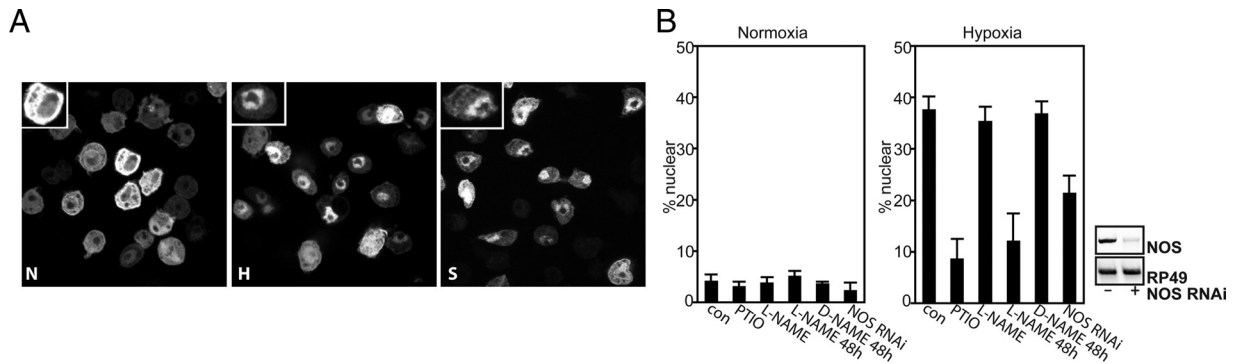 A
N
H
S
B
Normoxia
% nuclear
50
40
30
20
10
0
con
PTIO
L-NAME
L-NAME 48h
D-NAME 48h
NOS RNAi
Hypoxia
% nuclear
50
40
30
20
10
0
con
PTIO
L-NAME
L-NAME 48h
D-NAME 48h
NOS RNAi
NOS
RP49
– + NOS RNAi